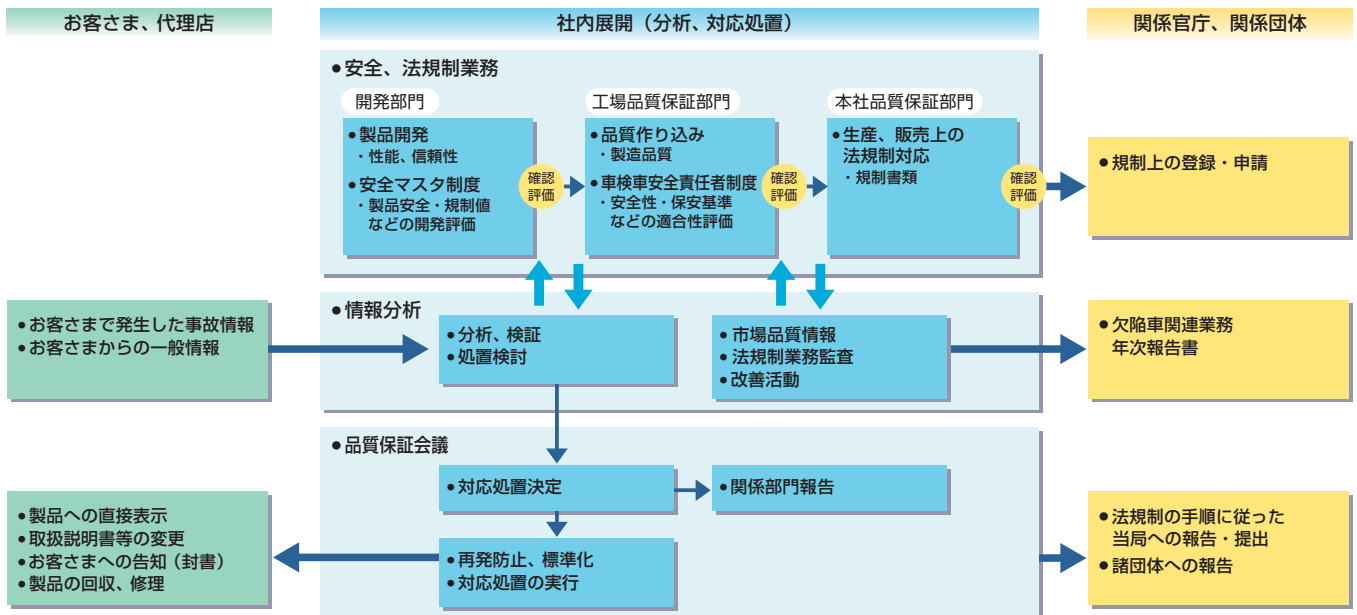 お客さま、代理店
社内展開（分析、対応処置）
関係官庁、関係団体
●安全、法規制業務
開発部門
●製品開発
・性能、信頼性
●安全マスタ制度
・製品安全・規制値
などの開発評価
確認
評価
工場品質保証部門
●品質作り込み
・製造品質
●車検車安全責任者制度
・安全性・保安基準
などの適合性評価
確認
評価
本社品質保証部門
●生産、販売上の
法規制対応
・規制書類
確認
評価
●規制上の登録・申請
●お客さまで発生した事故情報
●お客さまからの一般情報
●情報分析
●分析、検証
●処置検討
●市場品質情報
●法規制業務監査
●改善活動
●欠陥車関連業務
年次報告書
●品質保証会議
●対応処置決定
●関係部門報告
●再発防止、標準化
●対応処置の実行
●製品への直接表示
●取扱説明書等の変更
●お客さまへの告知（封書）
●製品の回収、修理
●法規制の手順に従った
当局への報告・提出
●諸団体への報告